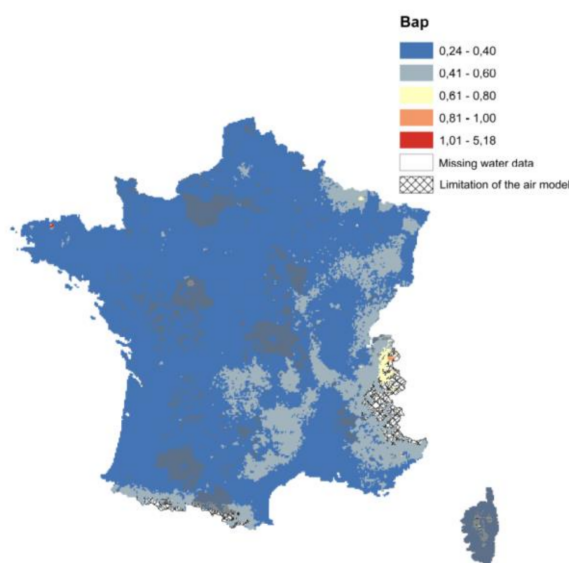 Bap
0,24 - 0,40
0,41 - 0,60
0,61 - 0,80
0,81 - 1,00
1,01 - 5,18
Missing water data
Limitation of the air model